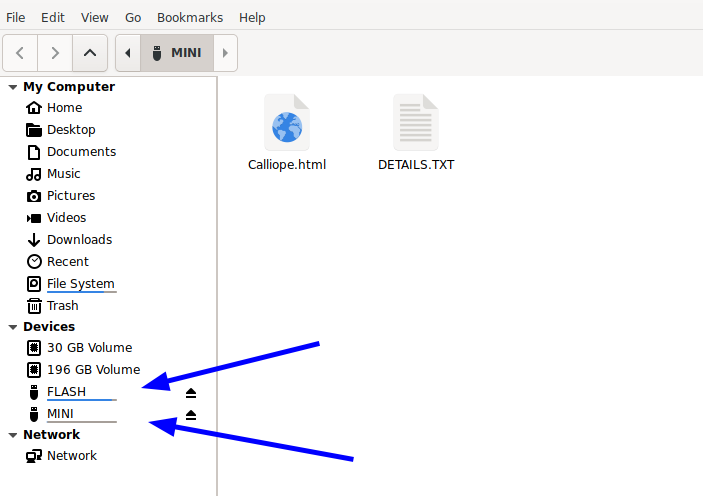 File Edit View Go Bookmarks Help
MINI
My Computer
Home
Desktop
Documents
Music
Pictures
Videos
Downloads
Recent
File System
Trash
Devices
30 GB Volume
196 GB Volume
FLASH
MINI
Network
Network
Calliope.html
DETAILS.TXT